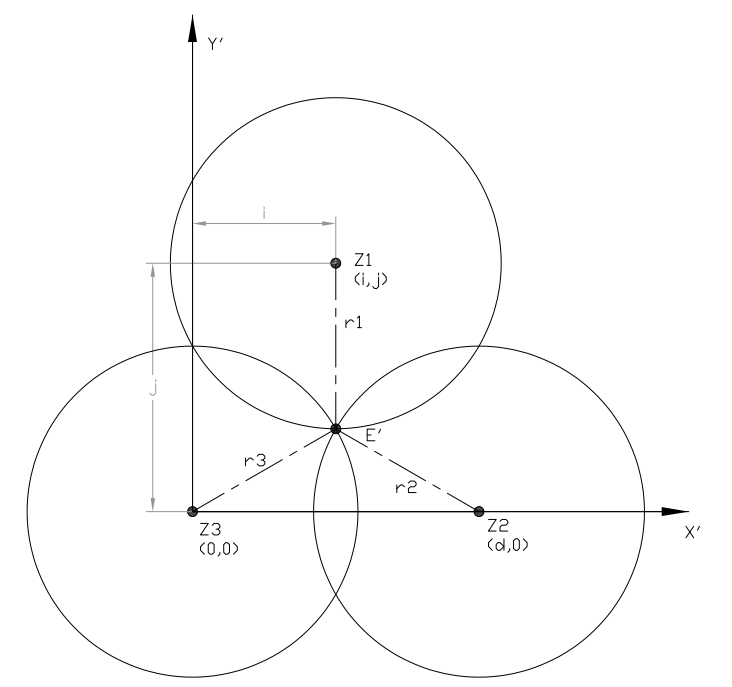 Y'
i
Z1
(i,j)
r1
j
E'
r3
r2
Z3
(0,0)
Z2
(d,0)
X'